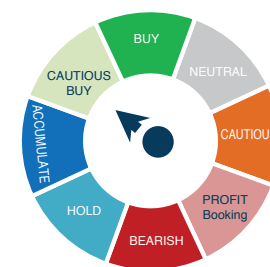 BUY
NEUTRAL
CAUTIOUS
BUY
CAUTIOU
ACCUMULATE
PROFIT
Booking
HOLD
BEARISH